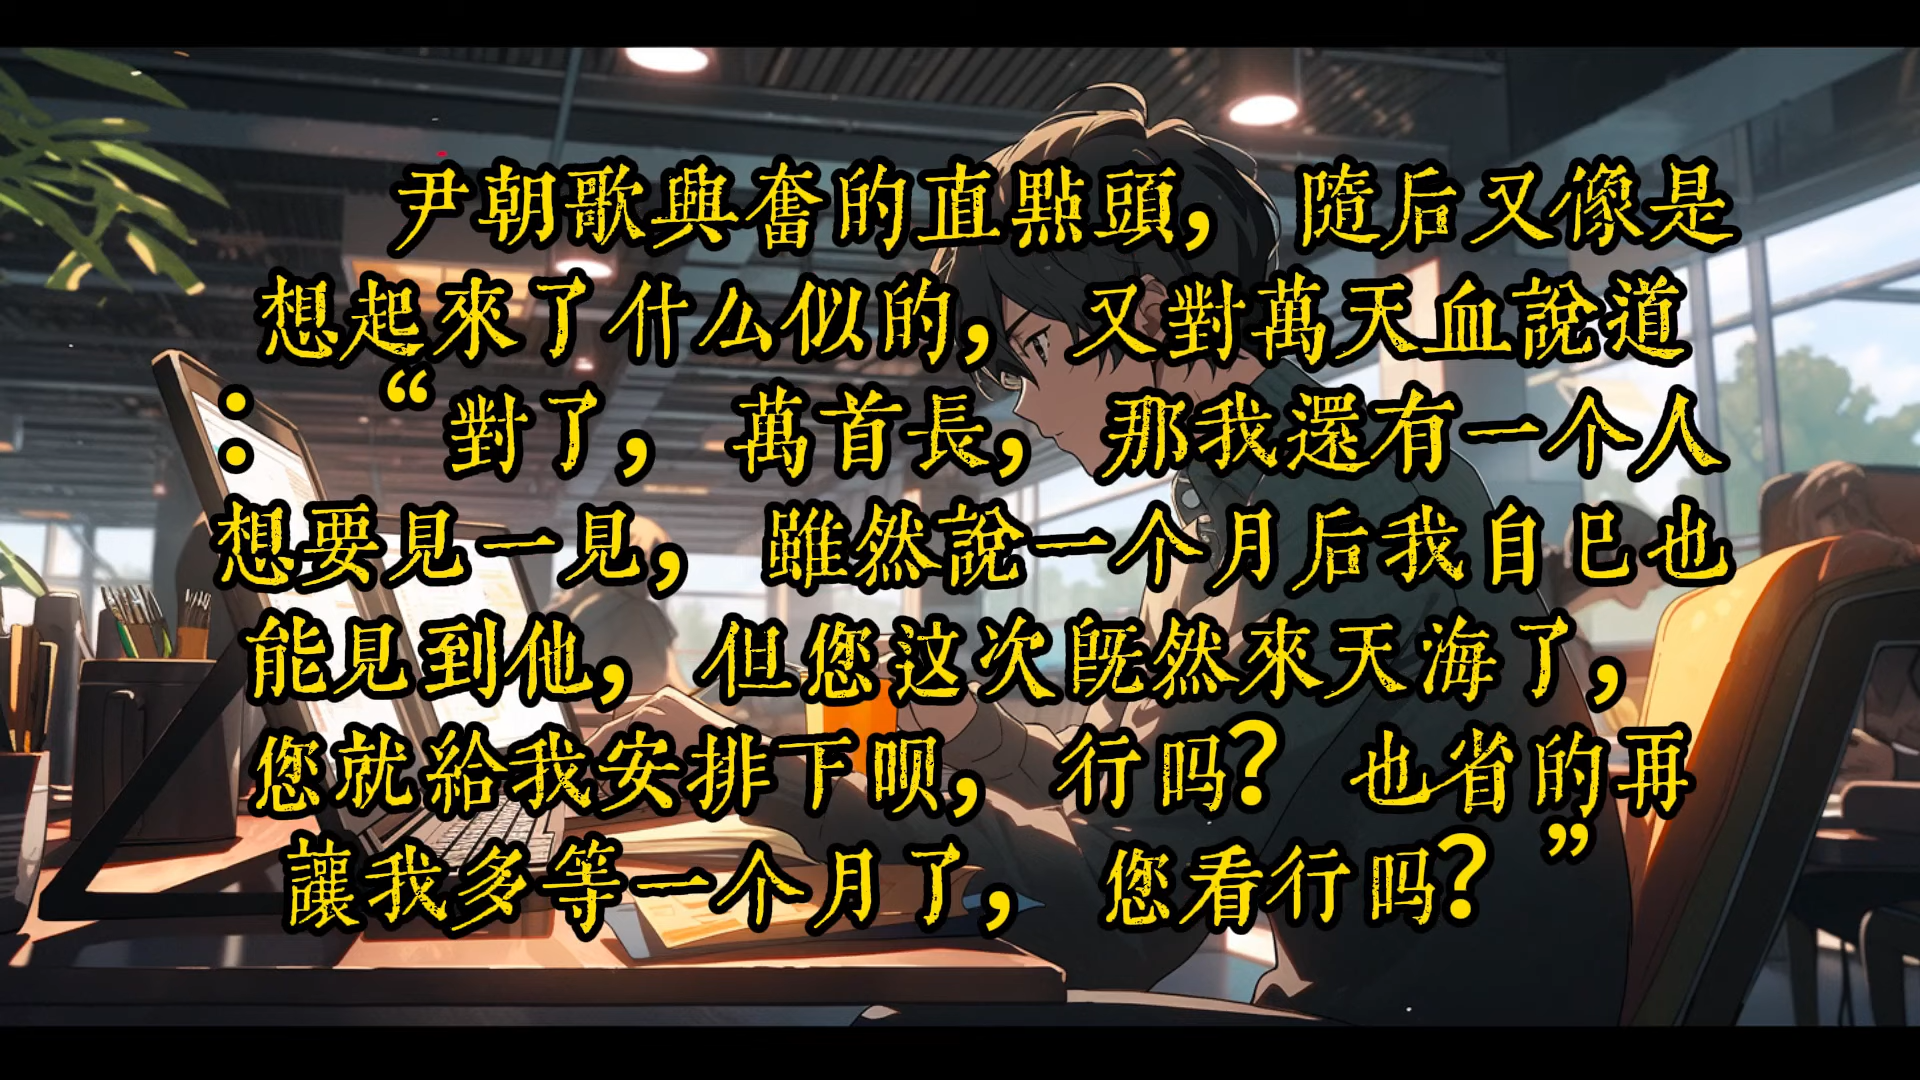 尹朝歌興奮的直點頭，隨后又像是
想起來了什么似的，又對萬天血說道
：“對了，萬首長，那我還有一个人
想要見一見，雖然說一个月后我自已也
能見到他，但您这次既然來天海了，
您就給我安排下呗，行吗？也省的再
讓我多等一个月了，您看行吗？”